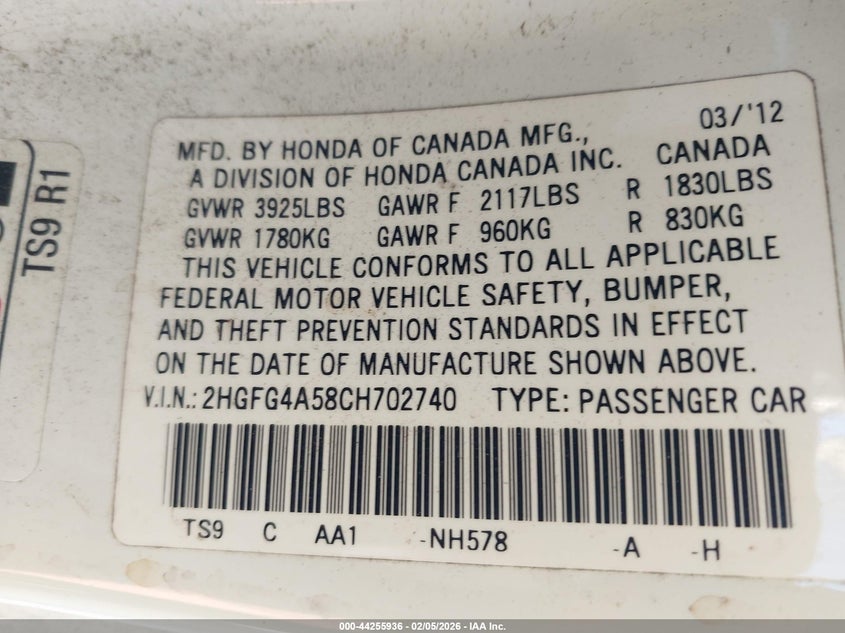 03/'12
MFD. BY HONDA OF CANADA MFG.,
A DIVISION OF HONDA CANADA INC. CANADA
GVWR 3925LBS GAWR F 2117LBS R 1830LBS
GVWR 1780KG GAWR F 960KG R 830KG
THIS VEHICLE CONFORMS TO ALL APPLICABLE
FEDERAL MOTOR VEHICLE SAFETY, BUMPER,
AND THEFT PREVENTION STANDARDS IN EFFECT
ON THE DATE OF MANUFACTURE SHOWN ABOVE.
V.I.N.: 2HGFG4A58CH702740 TYPE: PASSENGER CAR
TS9 C AA1 -NH578 -A -H
TS9 R1
000-44255936 - 02/05/2026 - IAA Inc.